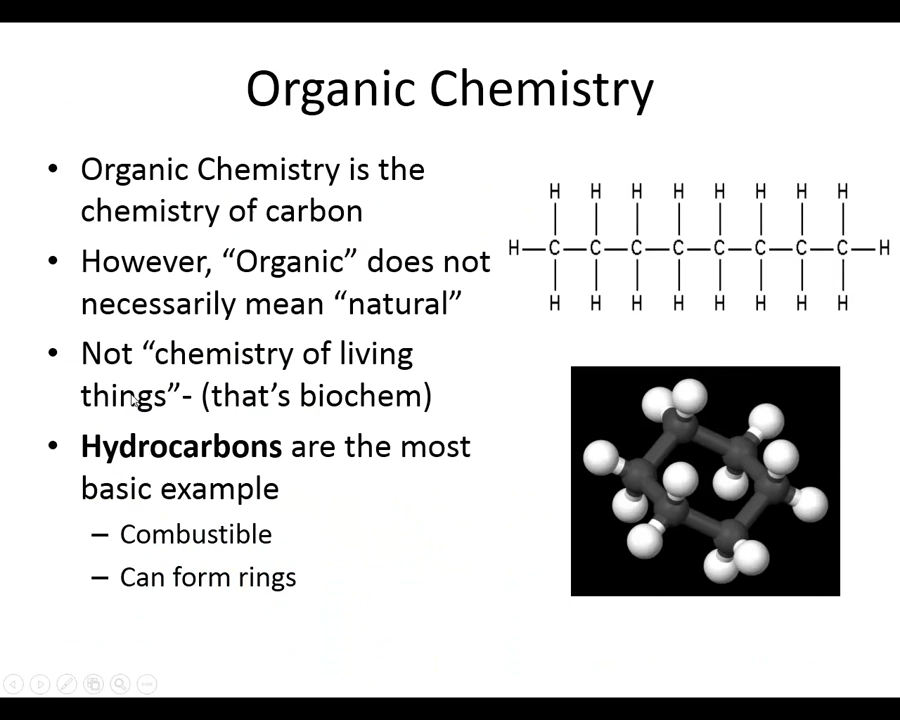 Organic Chemistry
• Organic Chemistry is the
chemistry of carbon
• However, “Organic” does not
necessarily mean “natural”
• Not “chemistry of living
things”- (that’s biochem)
• Hydrocarbons are the most
basic example
– Combustible
– Can form rings
H H H H H H H H
H—C—C—C—C—C—C—C—C—H
H H H H H H H H